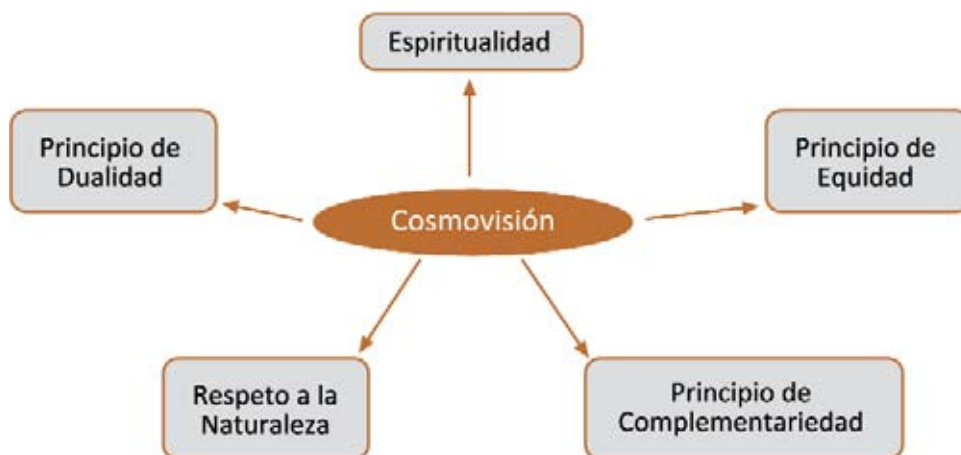 Espiritualidad
Principio de
Dualidad
Principio de
Equidad
Cosmovisión
Respeto a la
Naturaleza
Principio de
Complementariedad